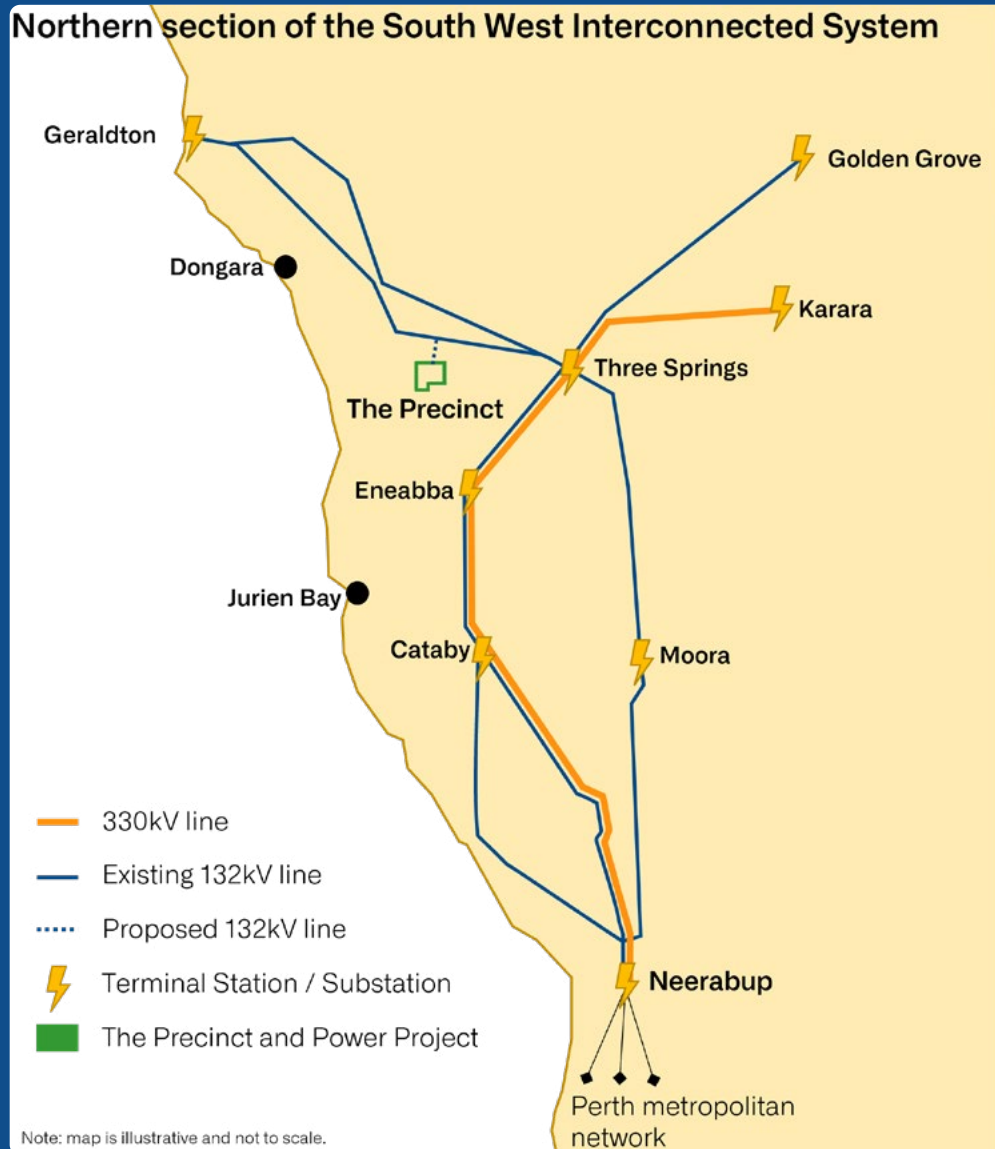 Northern section of the South West Interconnected System
Geraldton
Golden Grove
Dongara
Karara
Three Springs
The Precinct
Eneabba
Jurien Bay
Cataby
Moora
330kV line
Existing 132kV line
Proposed 132kV line
Terminal Station / Substation
Neerabup
The Precinct and Power Project
Perth metropolitan
network
Note: map is illustrative and not to scale.